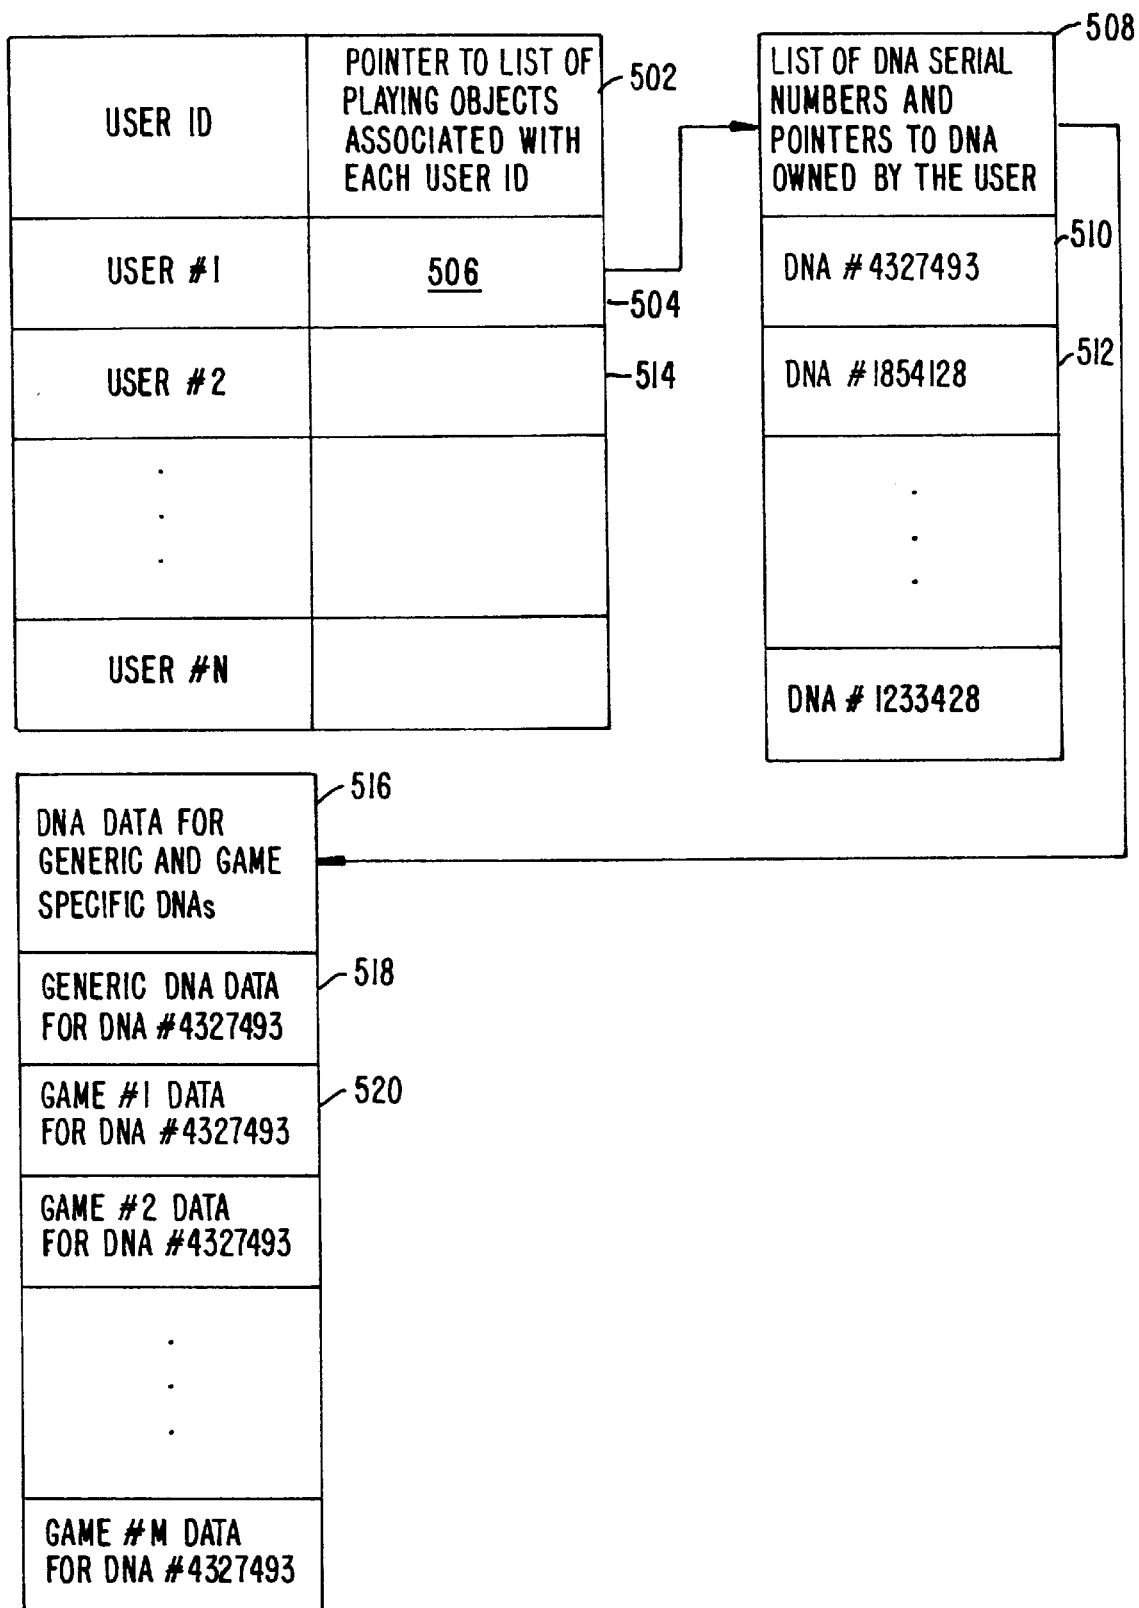 USER ID
POINTER TO LIST OF
PLAYING OBJECTS
ASSOCIATED WITH
EACH USER ID
502
USER #1
506
504
USER #2
514
.
.
.
USER #N
508
LIST OF DNA SERIAL
NUMBERS AND
POINTERS TO DNA
OWNED BY THE USER
510
DNA #4327493
512
DNA #1854128
.
.
.
DNA #1233428
516
DNA DATA FOR
GENERIC AND GAME
SPECIFIC DNAs
518
GENERIC DNA DATA
FOR DNA #4327493
520
GAME #1 DATA
FOR DNA #4327493
GAME #2 DATA
FOR DNA #4327493
.
.
.
GAME #M DATA
FOR DNA #4327493